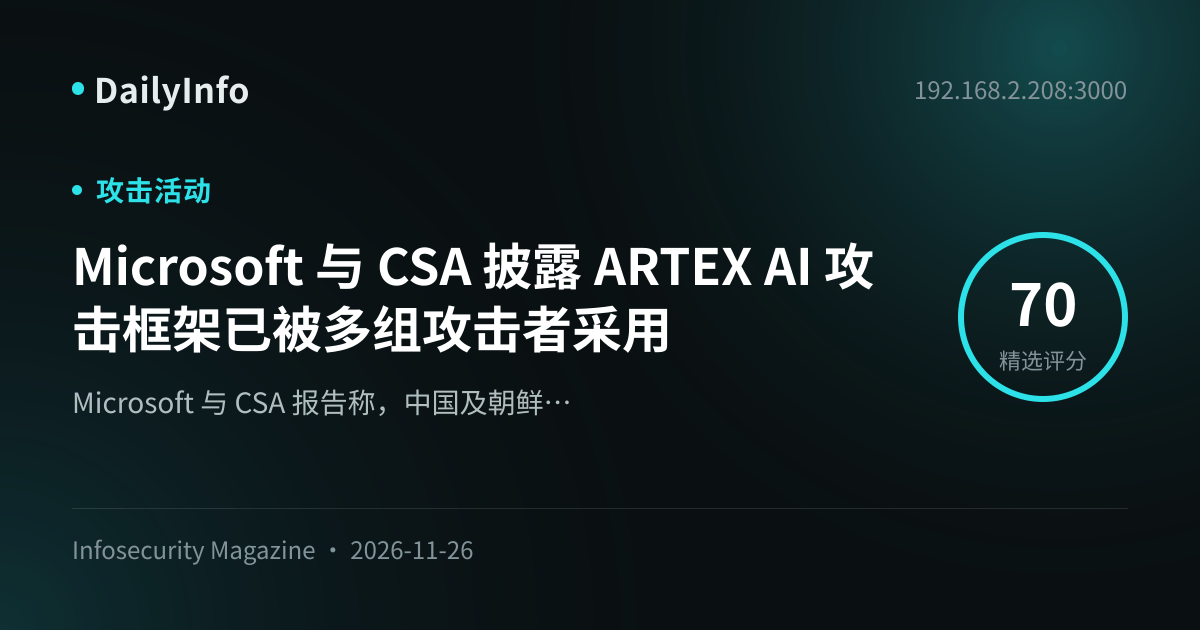 DailyInfo
192.168.2.208:3000
攻击活动
Microsoft 与 CSA 披露 ARTEX AI 攻
击框架已被多组攻击者采用
70
精选评分
Microsoft 与 CSA 报告称，中国及朝鲜…
Infosecurity Magazine · 2026-11-26